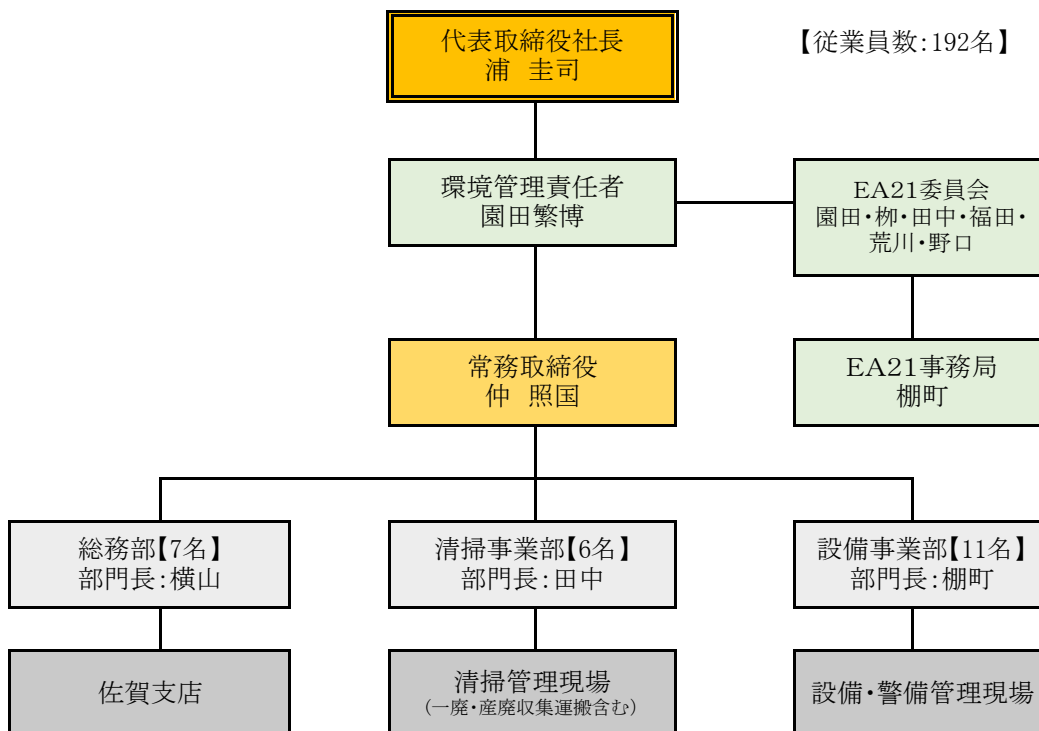 代表取締役社長
浦 圭司
【従業員数:192名】
環境管理責任者
園田繁博
EA21委員会
園田・栁・田中・福田・
荒川・野口
常務取締役
仲 照国
EA21事務局
棚町
総務部【7名】
部門長:横山
清掃事業部【6名】
部門長:田中
設備事業部【11名】
部門長:棚町
佐賀支店
清掃管理現場
(一廃・産廃収集運搬含む)
設備・警備管理現場